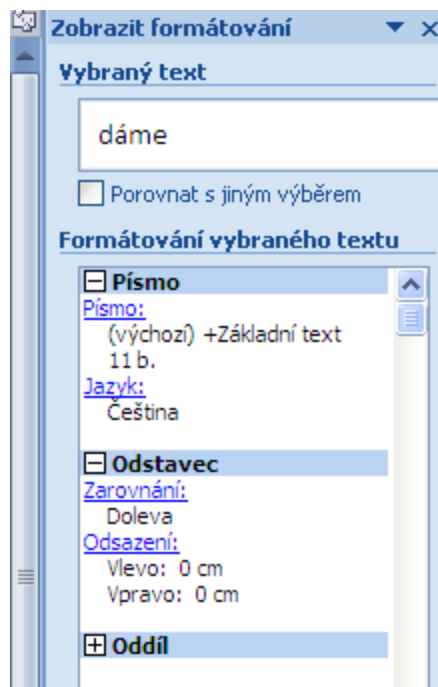 Zobrazit formátování
Vybraný text
dáme
Porovnat s jiným výběrem
Formátování vybraného textu
Písmo
Písmo:
(výchozí) +Základní text
11 b.
Jazyk:
Čeština
Odstavec
Zarovnání:
Doleva
Odsazení:
Vlevo: 0 cm
Vpravo: 0 cm
Oddíl